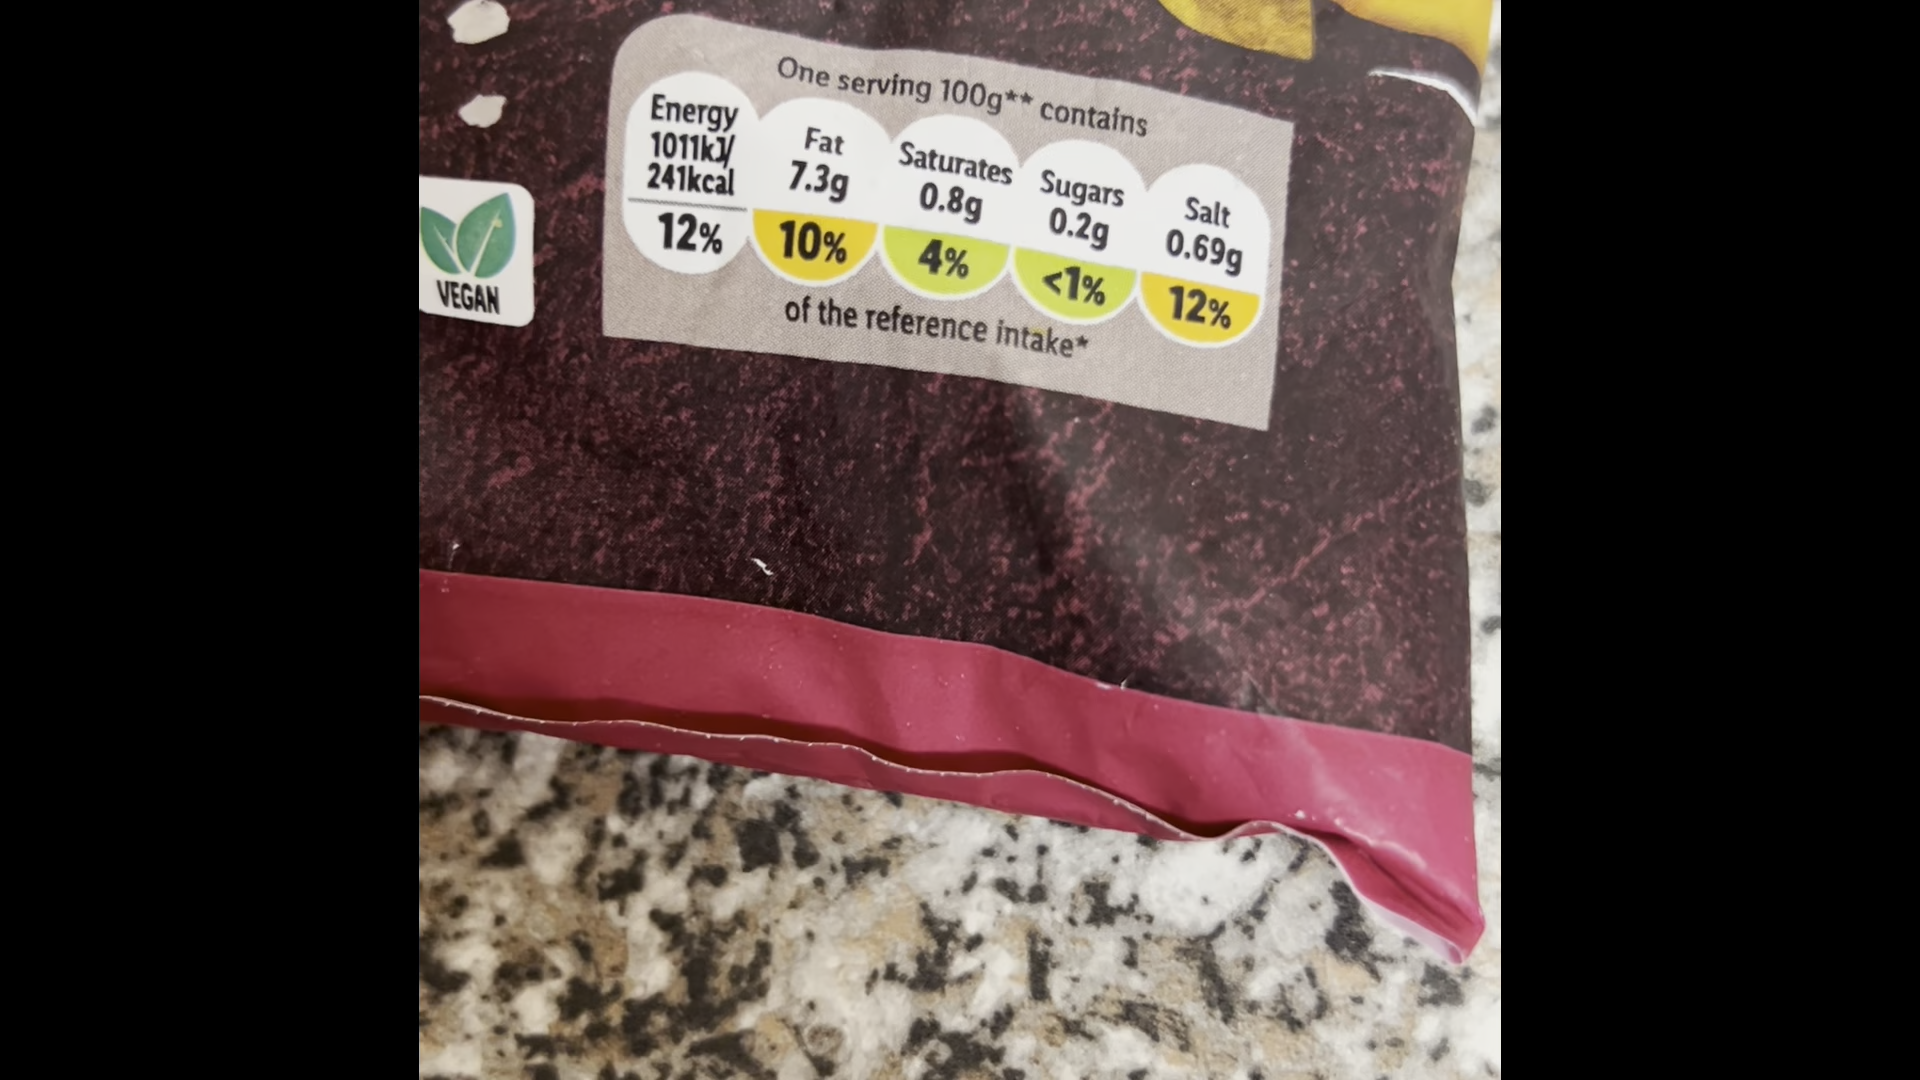 One serving 100g** contains
Energy
1011kJ/
241kcal
12%
Fat
7.3g
10%
Saturates
0.8g
4%
Sugars
0.2g
<1%
Salt
0.69g
12%
of the reference intake*
VEGAN